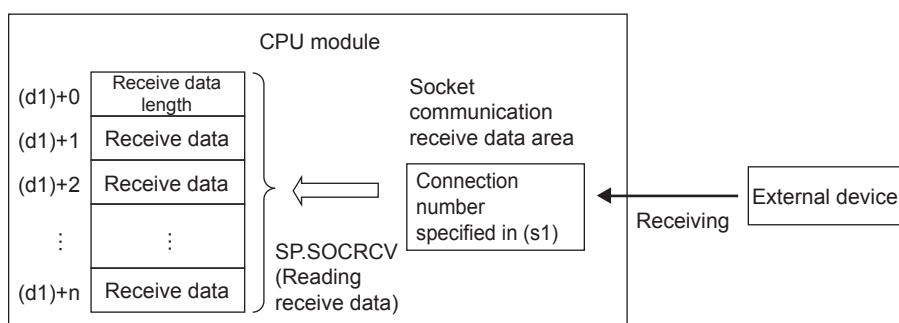 CPU module
(d1)+0
Receive data
length
(d1)+1
Receive data
(d1)+2
Receive data
⋮
⋮
(d1)+n
Receive data
SP.SOCRCV
(Reading
receive data)
Socket
communication
receive data area
Connection
number
specified in (s1)
Receiving
External device